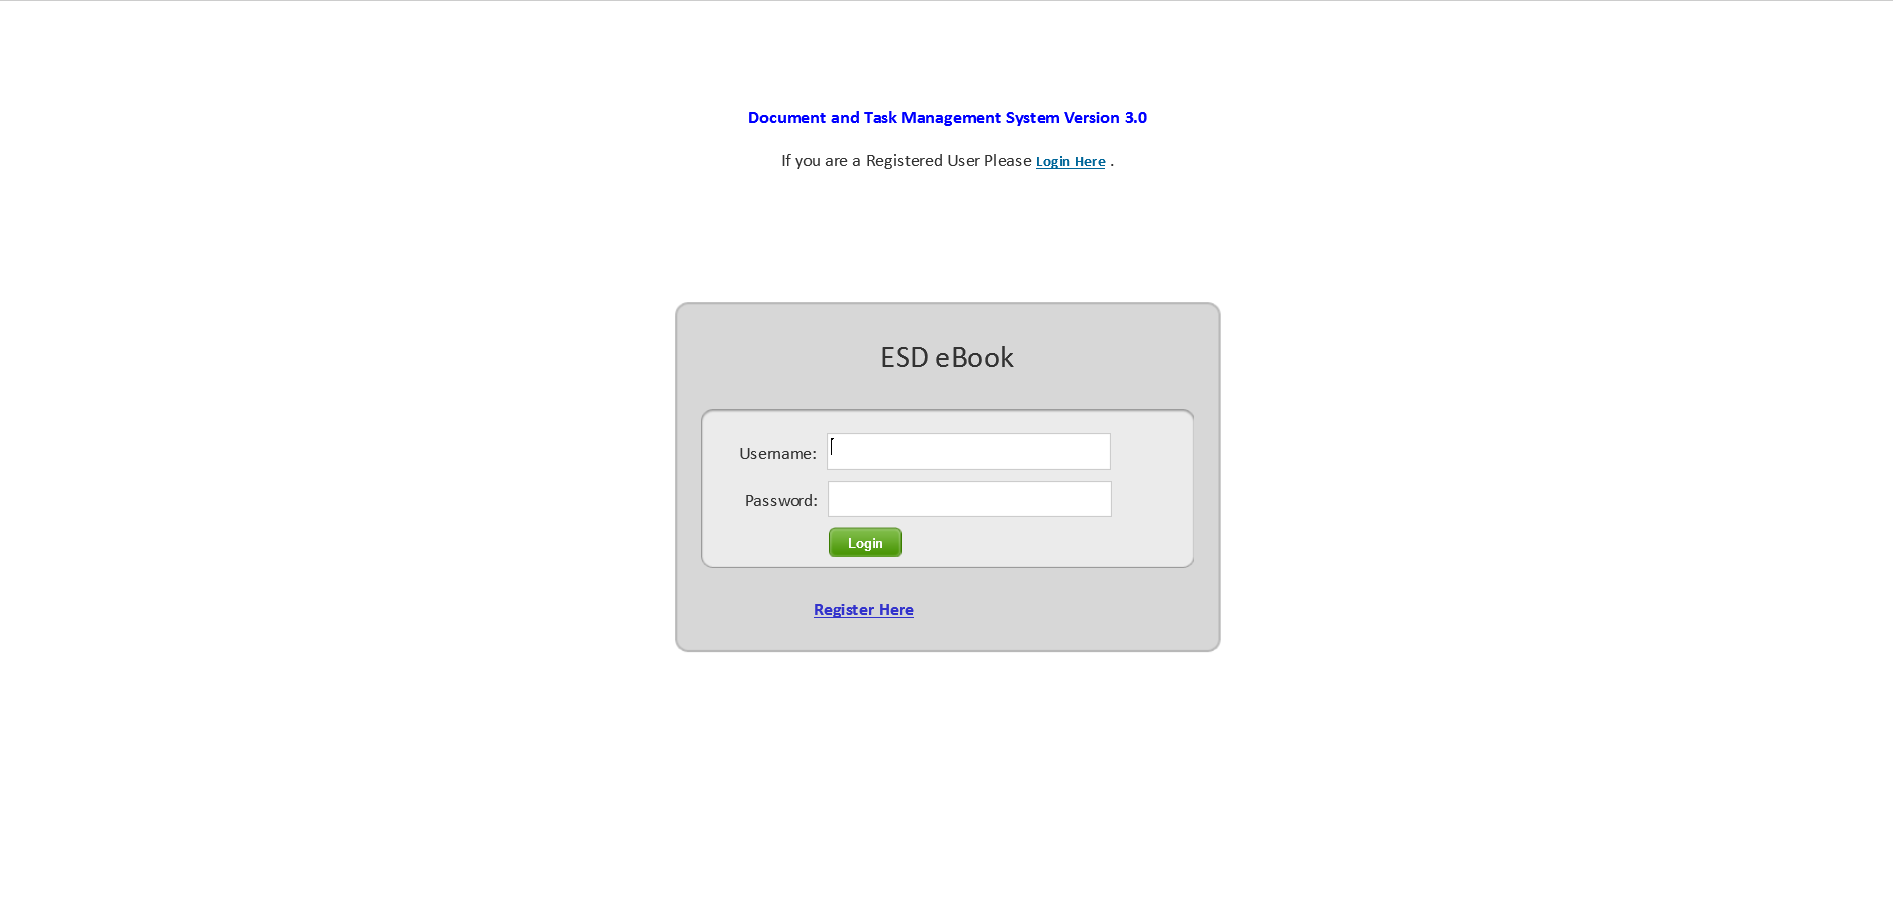 Document and Task Management System Version 3.0
If you are a Registered User Please Login Here .
ESD eBook
Username:
Password:
Login
Register Here